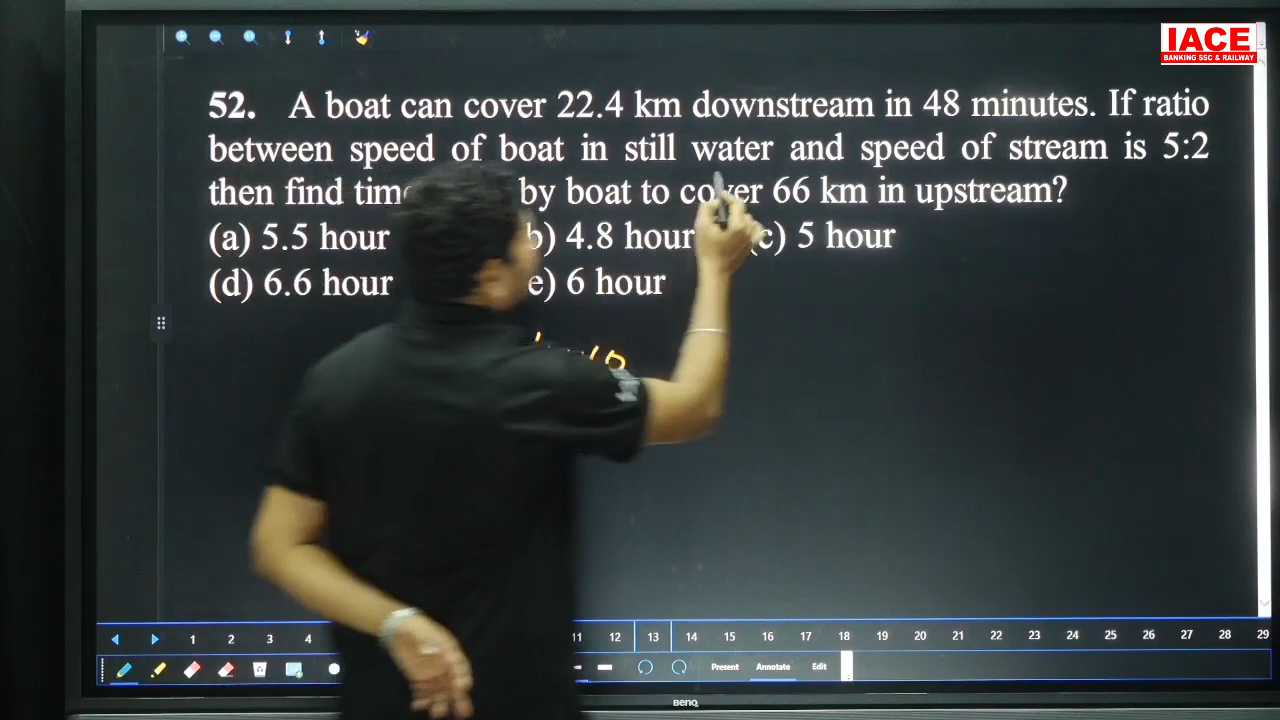 IACE
BANKING SSC & RAILWAY
52. A boat can cover 22.4 km downstream in 48 minutes. If ratio
between speed of boat in still water and speed of stream is 5:2
then find by boat to cover 66 km in upstream?
(a) 5.5 hour b) 4.8 hour (c) 5 hour
(d) 6.6 hour e) 6 hour
1 2 3 4 11 12 13 14 15 16 17 18 19 20 21 22 23 24 25 26 27 28 29
Present Annotate Edit
BenQ